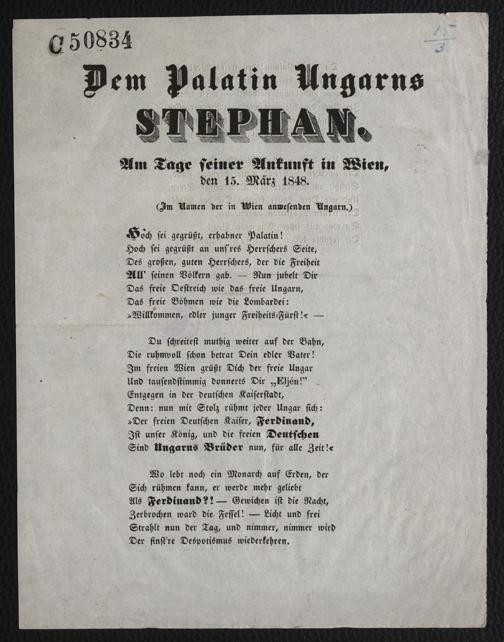 C 50834
15/3
Dem Palatin Ungarns
STEPHAN.
Am Tage seiner Ankunft in Wien,
den 15. März 1848.
(Im Namen der in Wien anwesenden Ungarn.)
Hoch sei gegrüßt, erhabner Palatin!
Hoch sei gegrüßt an uns'res Herrschers Seite,
Des großen, guten Herrschers, der die Freiheit
All' seinen Völkern gab. — Nun jubelt Dir
Das freie Oestreich wie das freie Ungarn,
Das freie Böhmen wie die Lombardei:
»Willkommen, edler junger Freiheits-Fürst!« —
Du schreitest muthig weiter auf der Bahn,
Die ruhmvoll schon betrat Dein edler Vater!
Im freien Wien grüßt Dich der freie Ungar
Und tausendstimmig donnerts Dir „Eljén!”
Entgegen in der deutschen Kaiserstadt,
Denn: nun mit Stolz rühmt jeder Ungar sich:
»Der freien Deutschen Kaiser, Ferdinand,
Ist unser König, und die freien Deutschen
Sind Ungarns Brüder nun, für alle Zeit!«
Wo lebt noch ein Monarch auf Erden, der
Sich rühmen kann, er werde mehr geliebt
Als Ferdinand?! — Gewichen ist die Nacht,
Zerbrochen ward die Fessel! — Licht und frei
Strahlt nun der Tag, und nimmer, nimmer wird
Der finst're Despotismus wiederkehren.